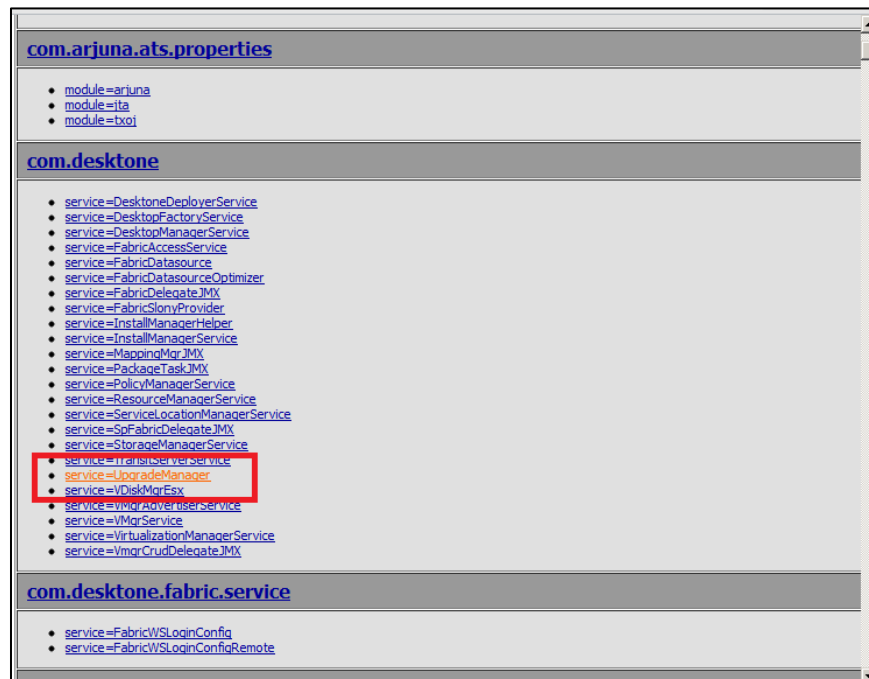 com.arjuna.ats.properties
module=arjuna
module=jta
module=txoj
com.desktone
service=DesktoneDeployerService
service=DesktopFactoryService
service=DesktopManagerService
service=FabricAccessService
service=FabricDatasource
service=FabricDatasourceOptimizer
service=FabricDelegateJMX
service=FabricSlonyProvider
service=InstallManagerHelper
service=InstallManagerService
service=MappingMgrJMX
service=PackageTaskJMX
service=PolicyManagerService
service=ResourceManagerService
service=ServiceLocationManagerService
service=SpFabricDelegateJMX
service=StorageManagerService
service=TransitServerService
service=UpgradeManager
service=VDiskMgrEsx
service=VMgrAdvertiserService
service=VMgrService
service=VirtualizationManagerService
service=VmgrCrudDelegateJMX
com.desktone.fabric.service
service=FabricWSLoginConfig
service=FabricWSLoginConfigRemote